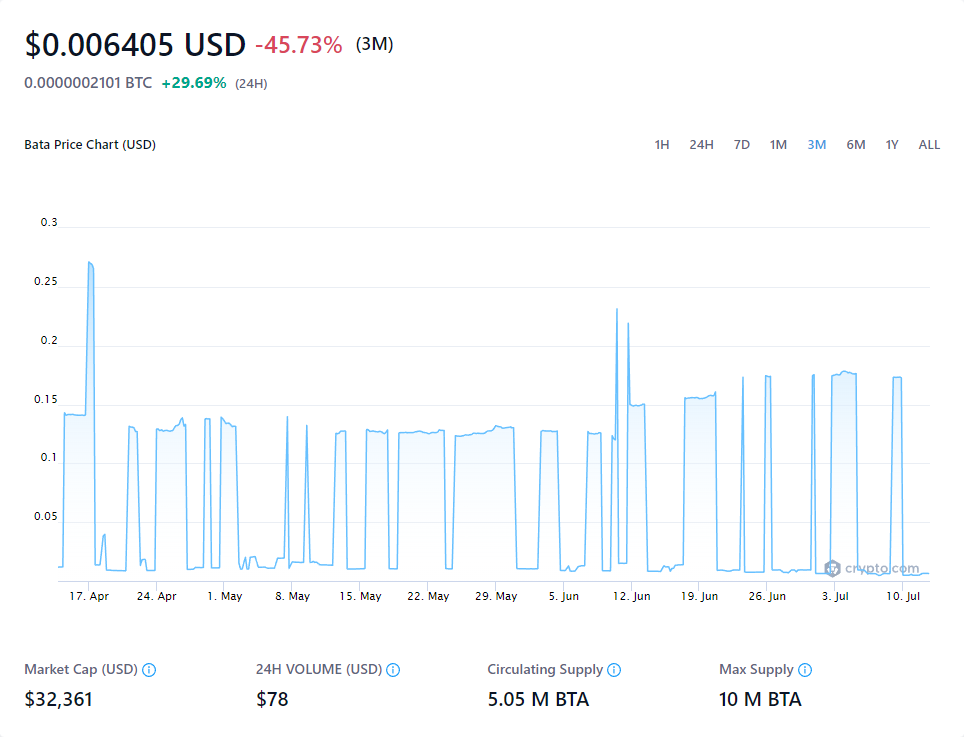 $0.006405 USD -45.73% (3M)
0.0000002101 BTC +29.69% (24H)
Bata Price Chart (USD) 1H 24H 7D 1M 3M 6M 1Y ALL
0.3
0.25
0.2
0.15
0.1
0.05
crypto.com
17. Apr 24. Apr 1. May 8. May 15. May 22. May 29. May 5. Jun 12. Jun 19. Jun 26. Jun 3. Jul 10. Jul
Market Cap (USD) 24H VOLUME (USD) Circulating Supply Max Supply
$32,361 $78 5.05 M BTA 10 M BTA